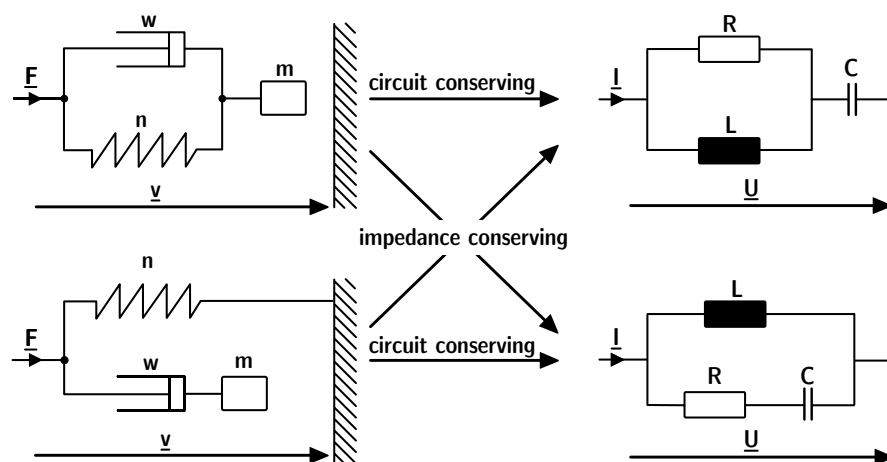 w
F
m
n
v
circuit conserving
R
I
C
L
U
impedance conserving
n
F
w
m
v
circuit conserving
L
I
R
C
U